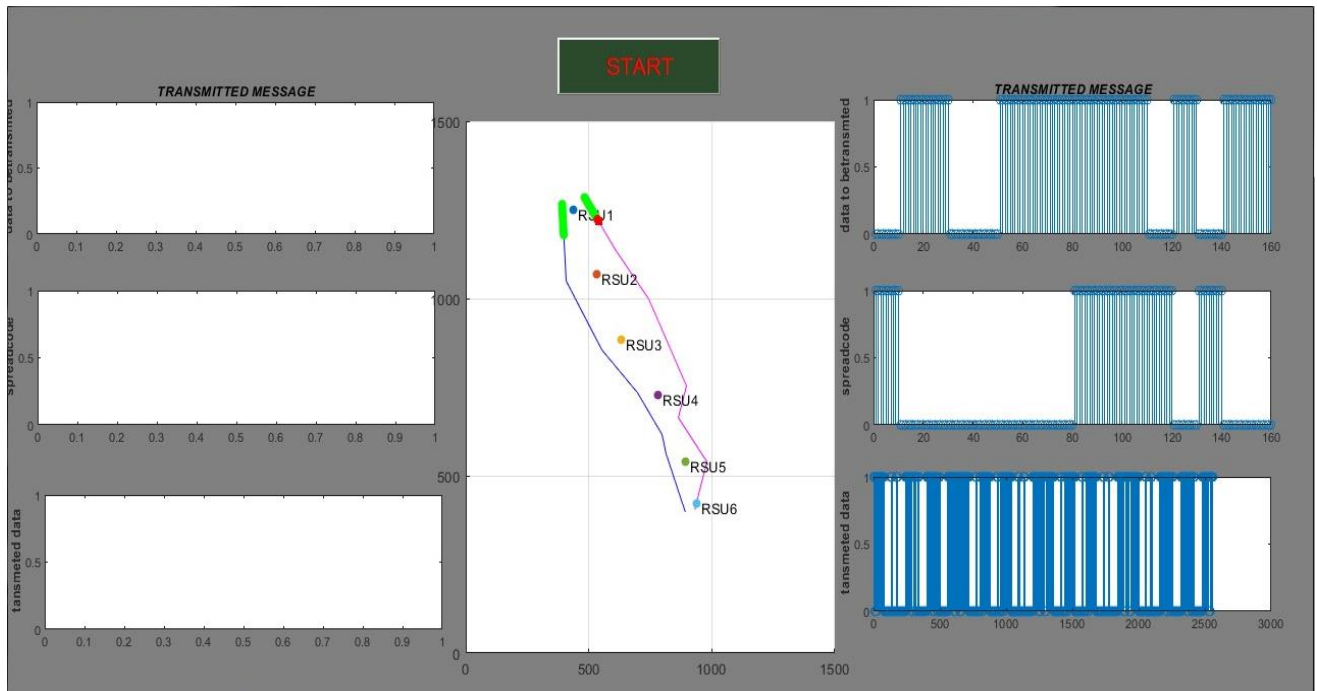 START
TRANSMITTED MESSAGE
data to betransmted
1
0.5
0
0 0.1 0.2 0.3 0.4 0.5 0.6 0.7 0.8 0.9 1
spreadcode
1
0.5
0
0 0.1 0.2 0.3 0.4 0.5 0.6 0.7 0.8 0.9 1
tansmeted data
1
0.5
0
0 0.1 0.2 0.3 0.4 0.5 0.6 0.7 0.8 0.9 1
1500
1000
500
0
0 500 1000 1500
RSU1
RSU2
RSU3
RSU4
RSU5
RSU6
TRANSMITTED MESSAGE
data to betransmted
1
0.5
0
0 20 40 60 80 100 120 140 160
spreadcode
1
0.5
0
0 20 40 60 80 100 120 140 160
tansmeted data
1
0.5
0
0 500 1000 1500 2000 2500 3000